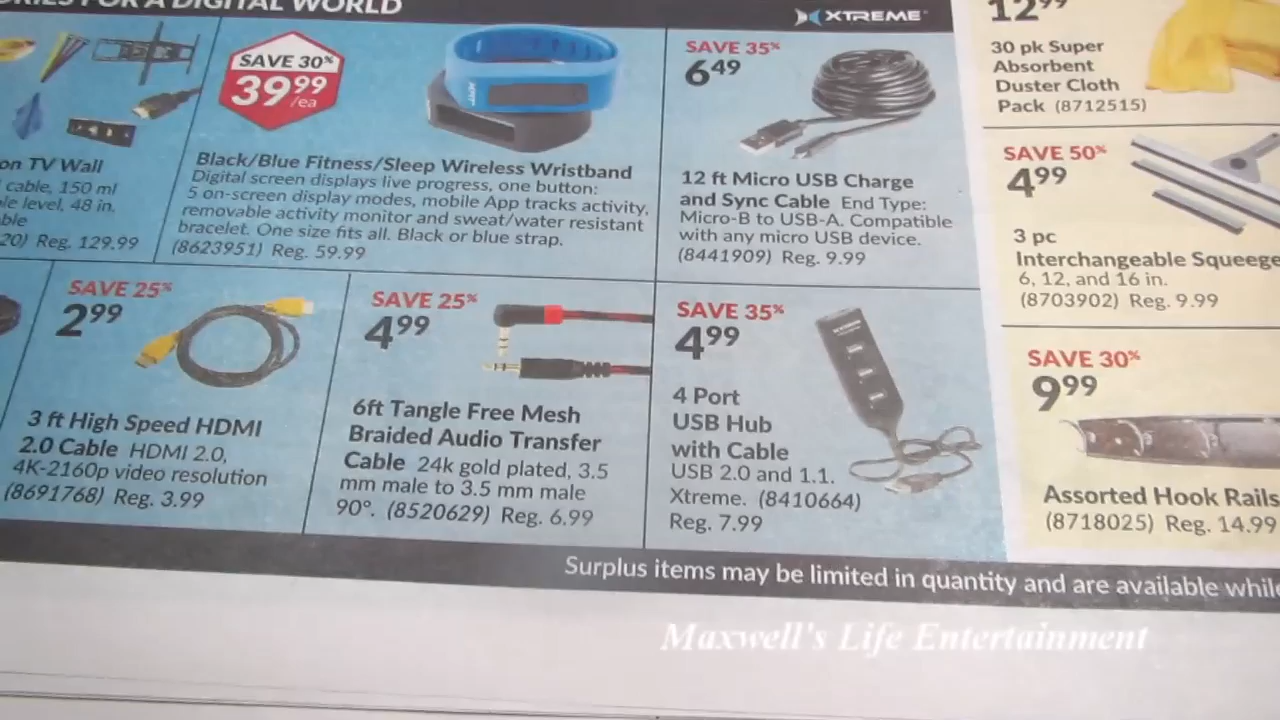 FOR A DIGITAL WORLD
XTREME
on TV Wall
cable, 150 ml
level, 48 in.
Reg. 129.99
SAVE 30%
39.99
/ea
Black/Blue Fitness/Sleep Wireless Wristband
Digital screen displays live progress, one button:
5 on-screen display modes, mobile App tracks activity,
removable activity monitor and sweat/water resistant
bracelet. One size fits all. Black or blue strap.
(8623951) Reg. 59.99
SAVE 35%
6.49
12 ft Micro USB Charge
and Sync Cable End Type:
Micro-B to USB-A. Compatible
with any micro USB device.
(8441909) Reg. 9.99
SAVE 25%
2.99
3 ft High Speed HDMI
2.0 Cable HDMI 2.0,
4K-2160p video resolution
(8691768) Reg. 3.99
SAVE 25%
4.99
6ft Tangle Free Mesh
Braided Audio Transfer
Cable 24k gold plated, 3.5
mm male to 3.5 mm male
90°. (8520629) Reg. 6.99
SAVE 35%
4.99
4 Port
USB Hub
with Cable
USB 2.0 and 1.1.
Xtreme. (8410664)
Reg. 7.99
12.99
30 pk Super
Absorbent
Duster Cloth
Pack (8712515)
SAVE 50%
4.99
3 pc
Interchangeable Squeege
6, 12, and 16 in.
(8703902) Reg. 9.99
SAVE 30%
9.99
Assorted Hook Rails
(8718025) Reg. 14.99
Surplus items may be limited in quantity and are available while
Maxwell's Life Entertainment